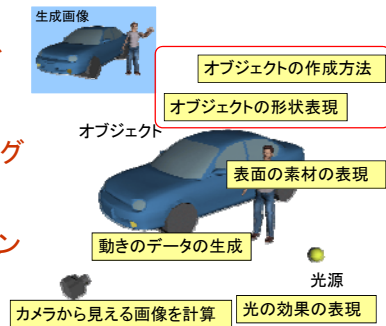 生成画像
オブジェクトの作成方法
オブジェクトの形状表現
オブジェクト
グ
表面の素材の表現
ン
動きのデータの生成
光源
カメラから見える画像を計算
光の効果の表現